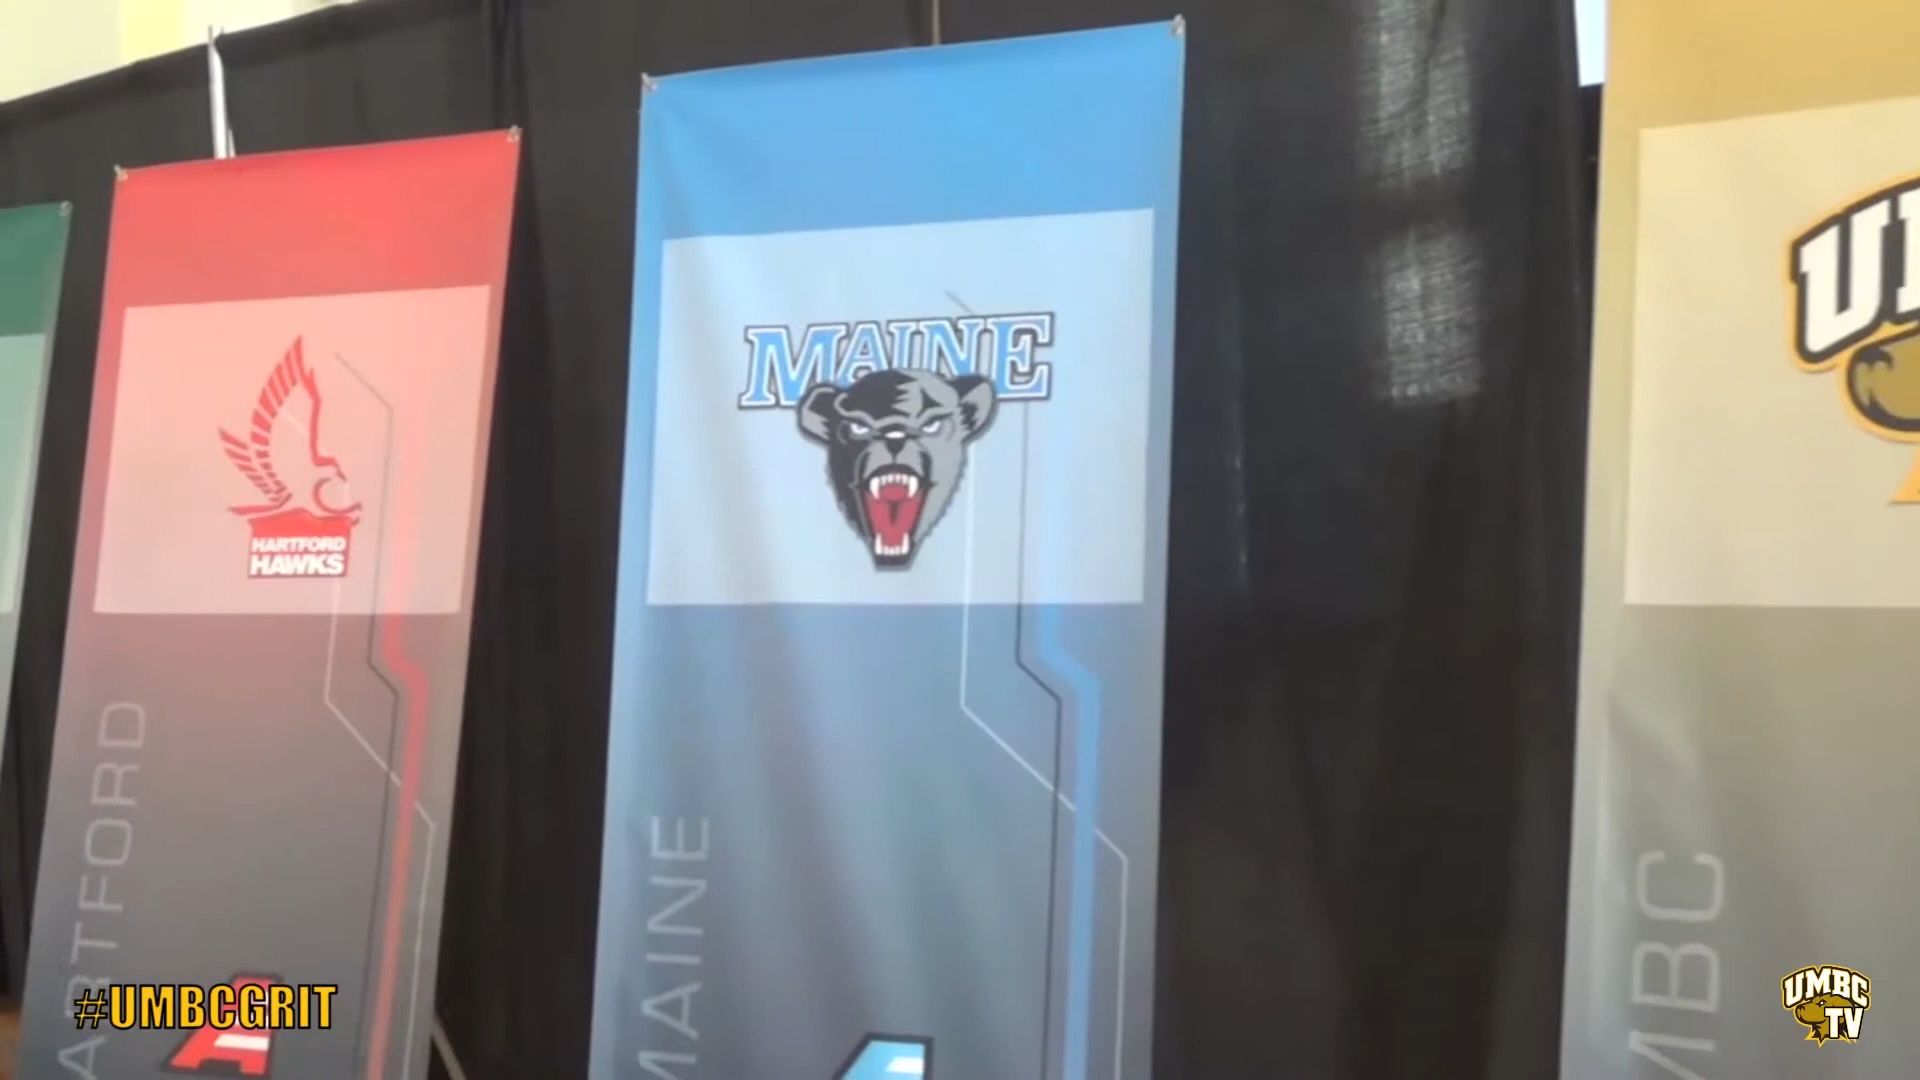 HARTFORD
HAWKS
ARTFORD
MAINE
MAINE
U
MBC
#UMBCGRIT
UMBC
TV